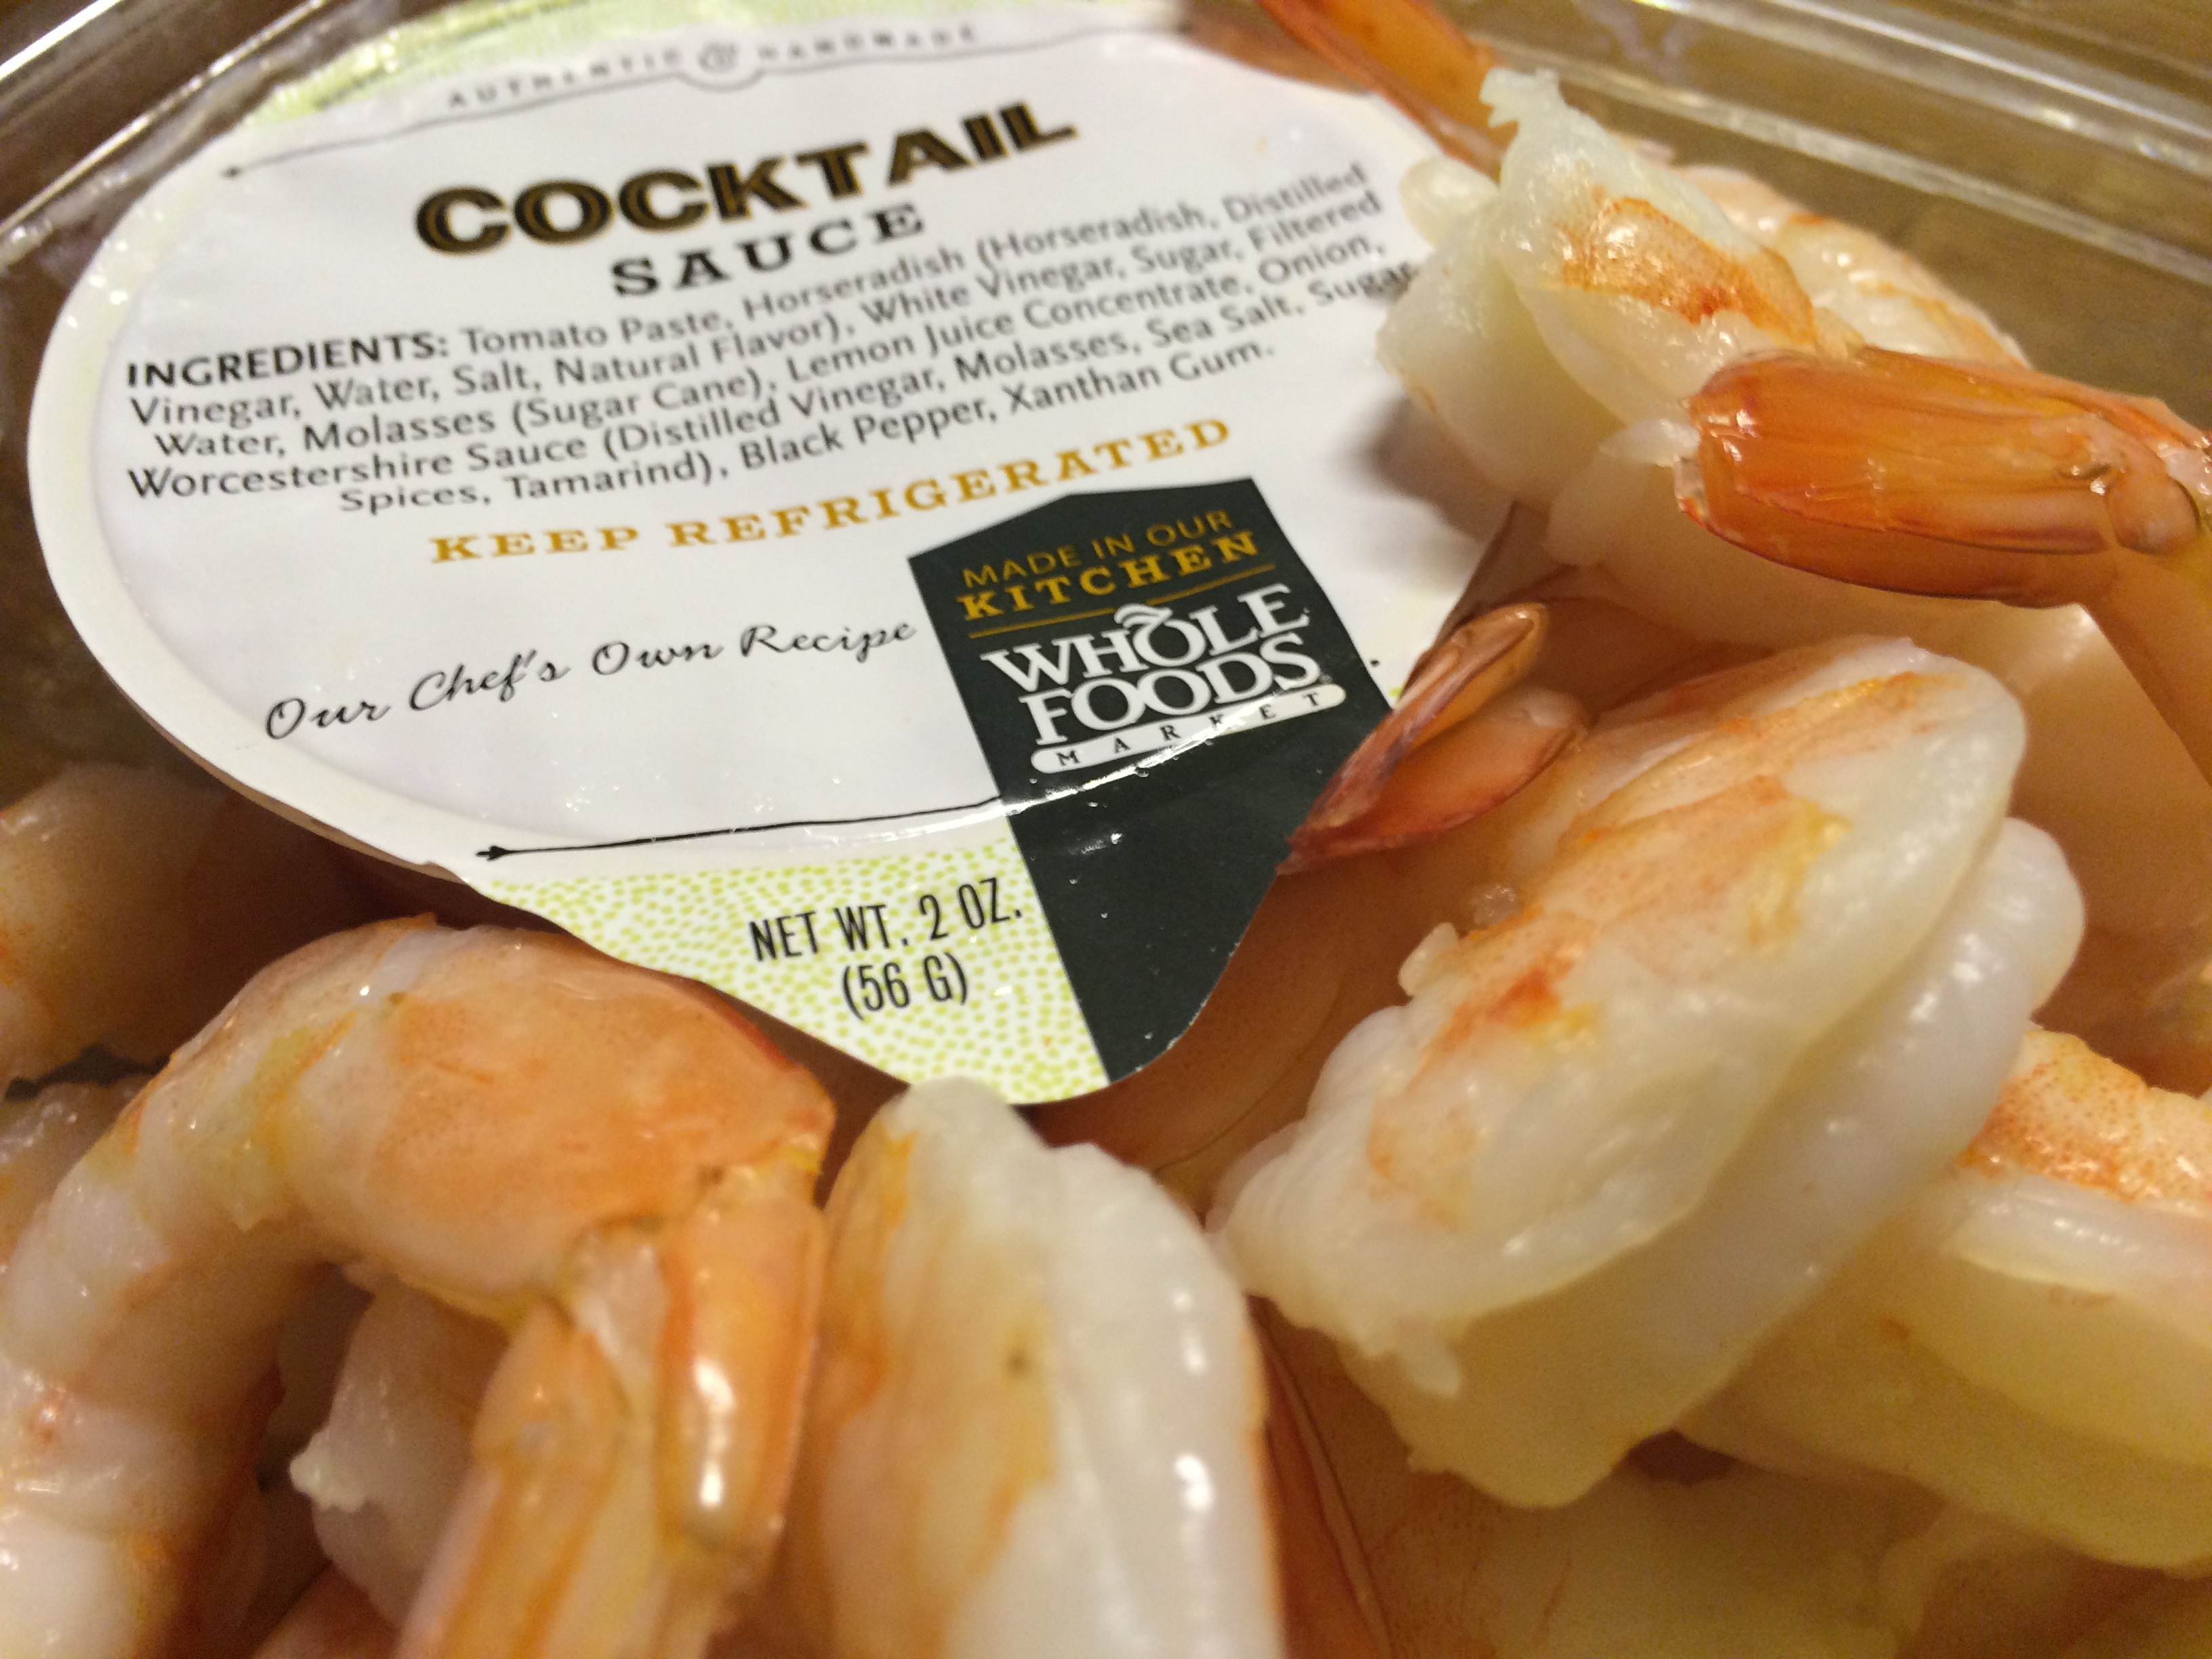 AUTHENTIC & HANDMADE
COCKTAIL
SAUCE
INGREDIENTS: Tomato Paste, Horseradish (Horseradish, Distilled
Vinegar, Water, Salt, Natural Flavor), White Vinegar, Sugar, Filtered
Water, Molasses (Sugar Cane), Lemon Juice Concentrate, Onion,
Worcestershire Sauce (Distilled Vinegar, Molasses, Sea Salt, Sugar,
Spices, Tamarind), Black Pepper, Xanthan Gum.
KEEP REFRIGERATED
Our Chef's Own Recipe
MADE IN OUR
KITCHEN
WHOLE
FOODS
MARKET
NET WT. 2 OZ.
(56 G)